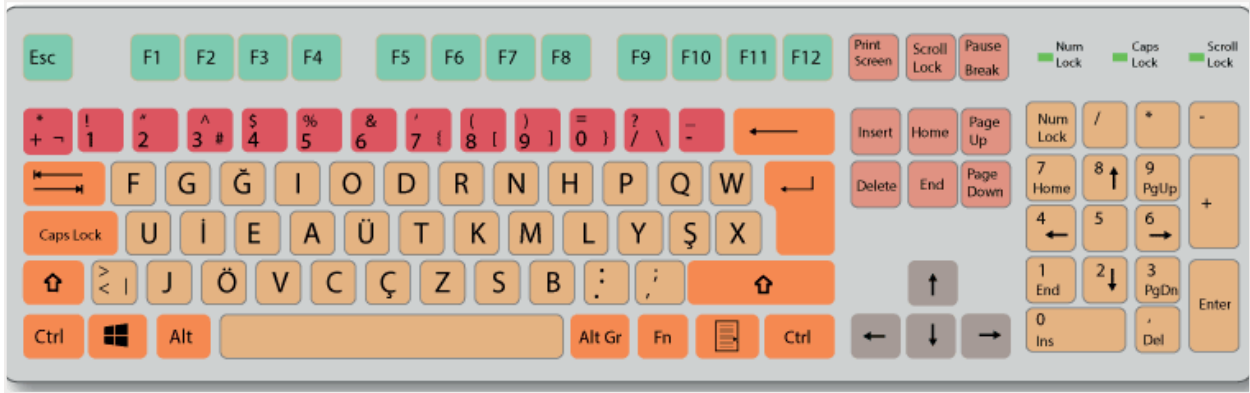 Esc F1 F2 F3 F4 F5 F6 F7 F8 F9 F10 F11 F12 Print Screen Scroll Lock Pause Break Num Lock Caps Lock Scroll Lock
* + ¬ ! 1 " 2 ^ 3 # $ 4 % 5 & 6 ' 7 { ( 8 [ ) 9 ] = 0 } ? / \ _ - Insert Home Page Up Num Lock / * -
F G Ğ I O D R N H P Q W Delete End Page Down 7 Home 8 9 PgUp +
Caps Lock U İ E A Ü T K M L Y Ş X 4 5 6
> < | J Ö V C Ç Z S B : . ; , 1 End 2 3 PgDn Enter
Ctrl Alt Alt Gr Fn Ctrl 0 Ins , Del